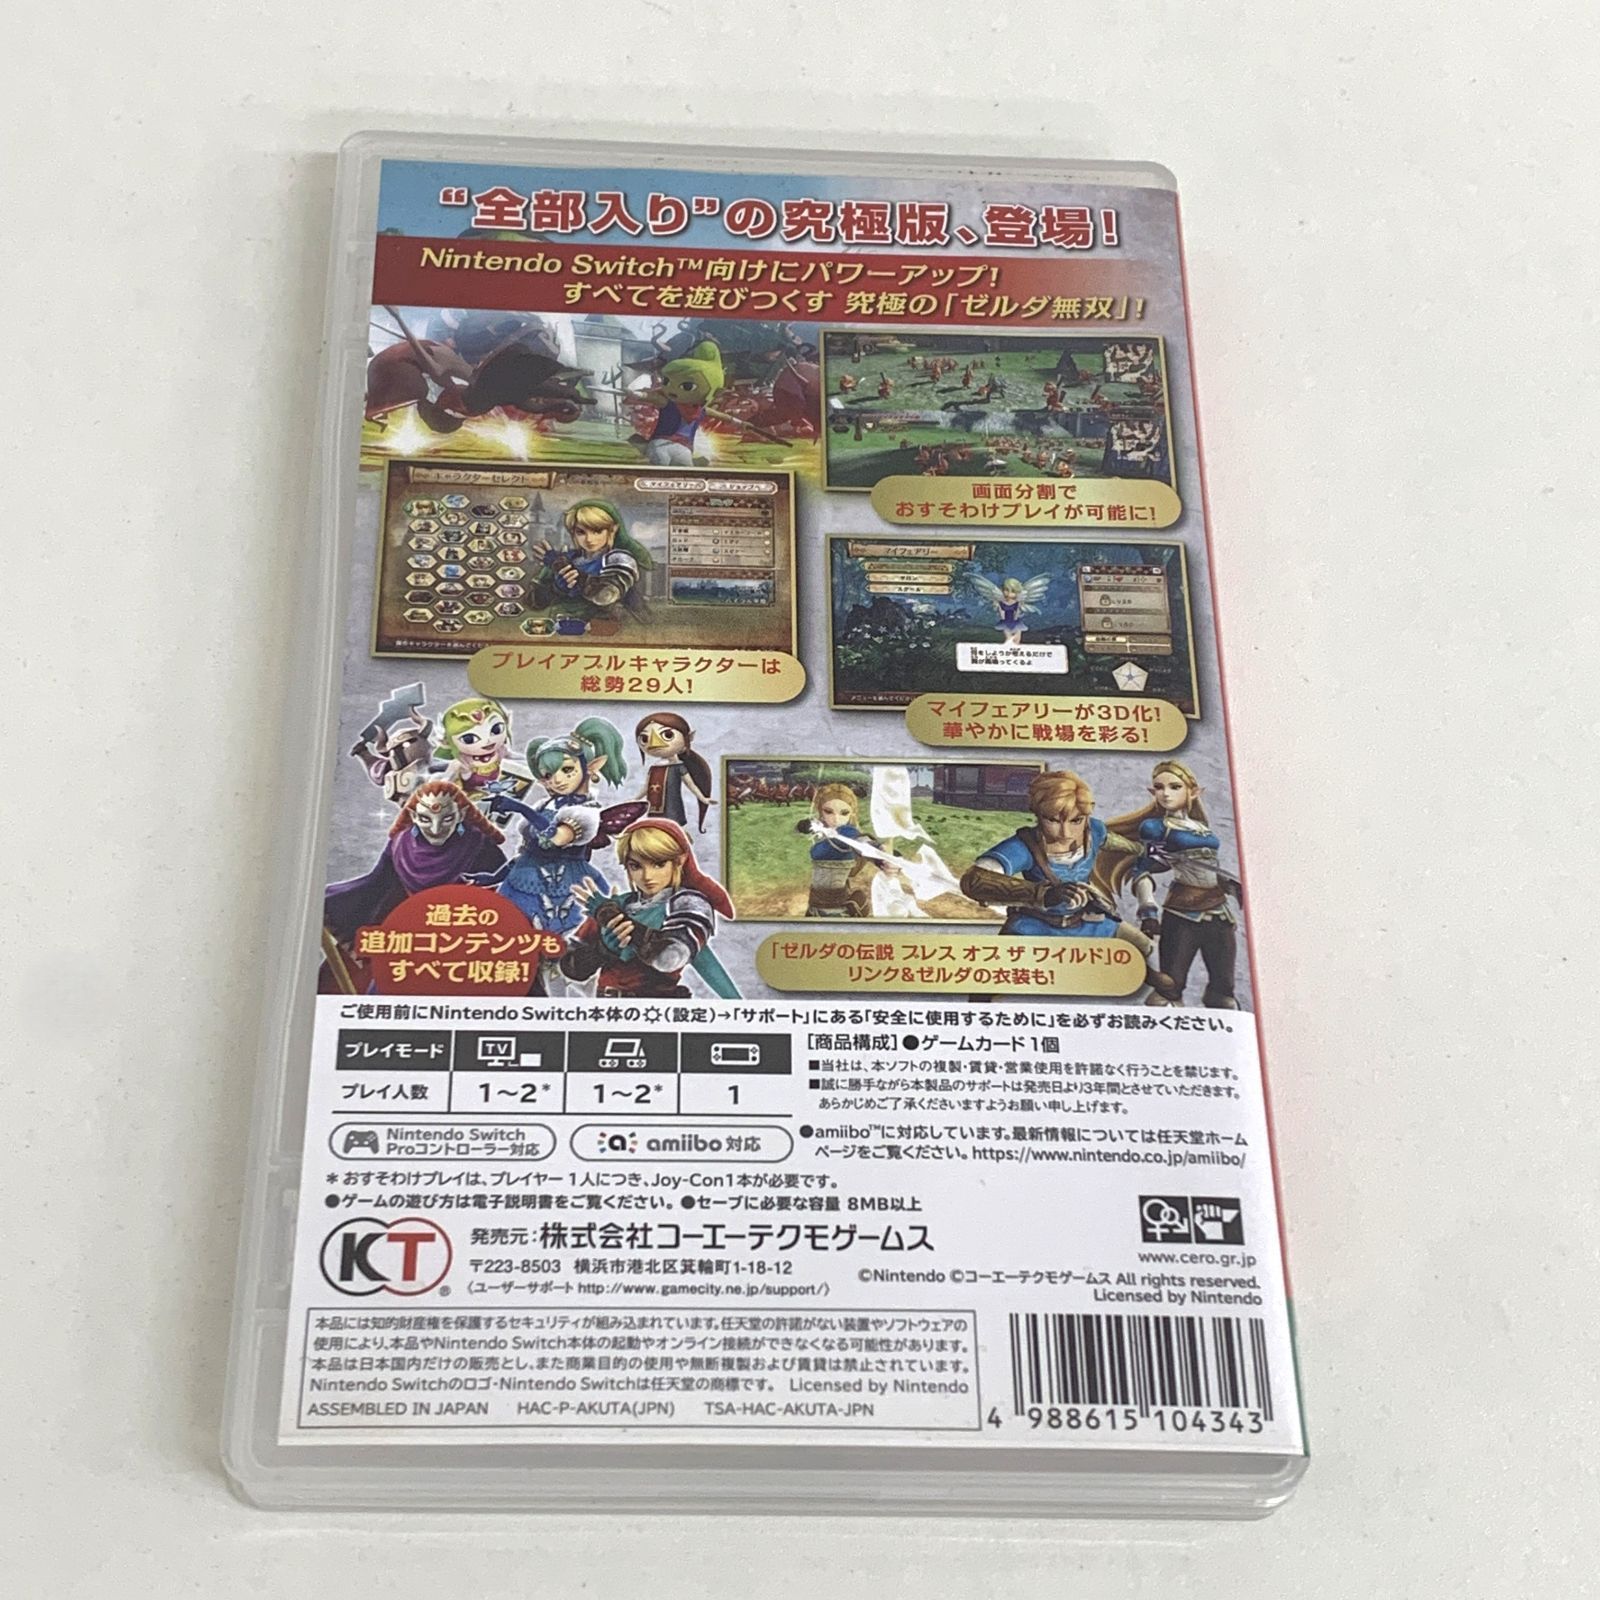 “全部入り”の究極版、登場！
Nintendo Switch™向けにパワーアップ！
すべてを遊びつくす 究極の「ゼルダ無双」！
画面分割で
おすそわけプレイが可能に！
キャラクターセレクト
プレイアブルキャラクターは
総勢29人！
マイフェアリー
サロン
スクール
マイフェアリーが3D化！
華やかに戦場を彩る！
過去の
追加コンテンツも
すべて収録！
「ゼルダの伝説 ブレス オブ ザ ワイルド」の
リンク&ゼルダの衣装も！
ご使用前にNintendo Switch本体の(設定)→「サポート」にある「安全に使用するために」を必ずお読みください。
プレイモード TV
プレイ人数 1～2* 1～2* 1
[商品構成] ●ゲームカード 1個
■当社は、本ソフトの複製・賃貸・営業使用を許諾なく行うことを禁じます。
■誠に勝手ながら本製品のサポートは発売日より3年間とさせていただきます。
あらかじめご了承くださいますようお願い申し上げます。
Nintendo Switch
Proコントローラー対応
amiibo 対応
●amiibo™に対応しています。最新情報については任天堂ホーム
ページをご覧ください。https://www.nintendo.co.jp/amiibo/
* おすそわけプレイは、プレイヤー 1人につき、Joy-Con1本が必要です。
●ゲームの遊び方は電子説明書をご覧ください。 ●セーブに必要な容量 8MB以上
KT®
発売元：株式会社コーエーテクモゲームス
〒223-8503 横浜市港北区箕輪町1-18-12
〈ユーザーサポート http://www.gamecity.ne.jp/support/〉
www.cero.gr.jp
©Nintendo ©コーエーテクモゲームス All rights reserved.
Licensed by Nintendo
本品には知的財産権を保護するセキュリティが組み込まれています。任天堂の許諾がない装置やソフトウェアの
使用により、本品やNintendo Switch本体の起動やオンライン接続ができなくなる可能性があります。
本品は日本国内だけの販売とし、また商業目的の使用や無断複製および賃貸は禁止されています。
Nintendo Switchのロゴ・Nintendo Switchは任天堂の商標です。 Licensed by Nintendo
ASSEMBLED IN JAPAN HAC-P-AKUTA(JPN) TSA-HAC-AKUTA-JPN
4 988615 104343